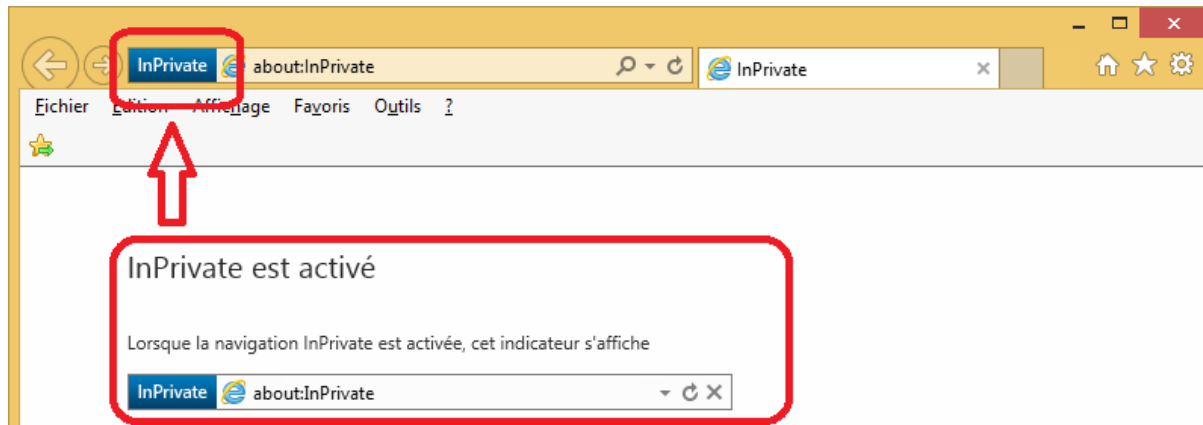 InPrivate about:InPrivate InPrivate
Fichier Edition Affichage Favoris Outils ?
InPrivate est activé
Lorsque la navigation InPrivate est activée, cet indicateur s'affiche
InPrivate about:InPrivate